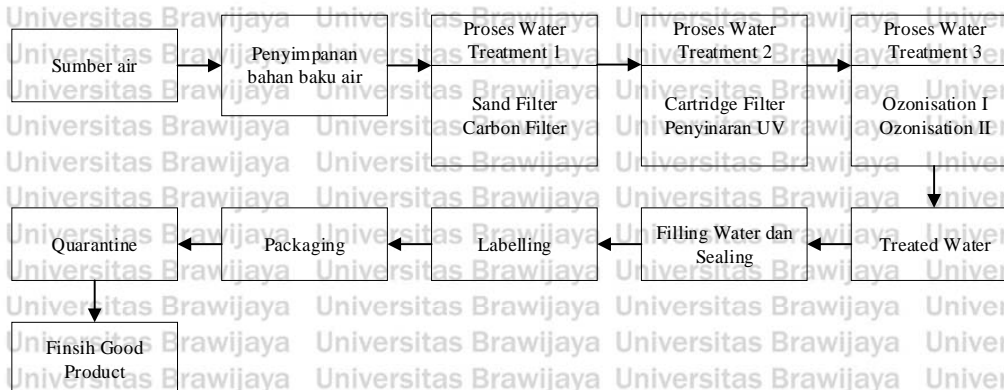 Sumber air
Penyimpanan
bahan baku air
Proses Water
Treatment 1
Sand Filter
Carbon Filter
Proses Water
Treatment 2
Cartridge Filter
Penyinaran UV
Proses Water
Treatment 3
Ozonisation I
Ozonisation II
Treated Water
Filling Water dan
Sealing
Labelling
Packaging
Quarantine
Finsih Good
Product
Universitas Brawijaya